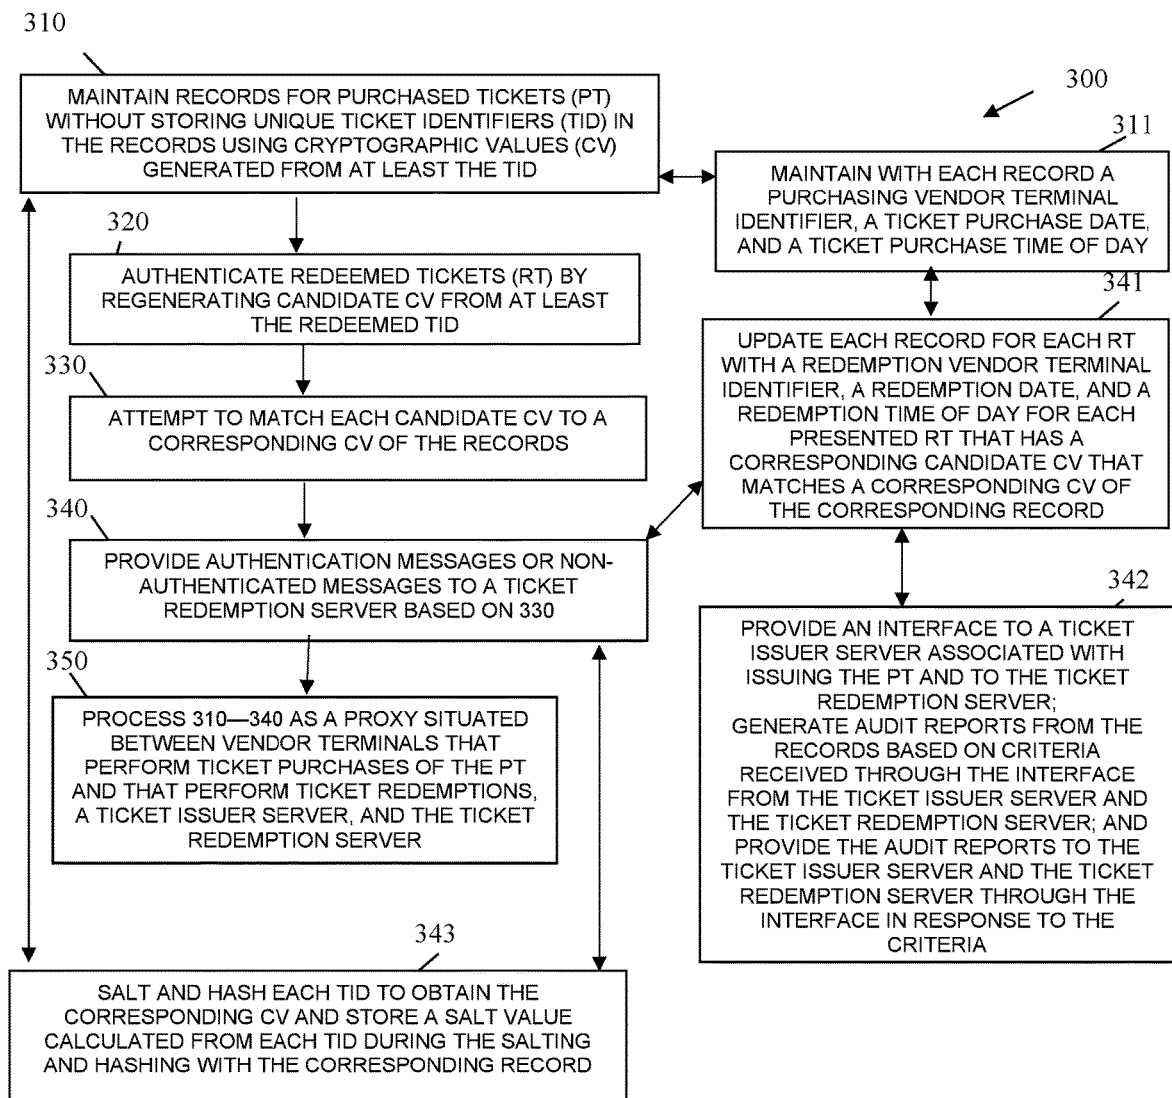 310
MAINTAIN RECORDS FOR PURCHASED TICKETS (PT)
WITHOUT STORING UNIQUE TICKET IDENTIFIERS (TID) IN
THE RECORDS USING CRYPTOGRAPHIC VALUES (CV)
GENERATED FROM AT LEAST THE TID
300
311
MAINTAIN WITH EACH RECORD A
PURCHASING VENDOR TERMINAL
IDENTIFIER, A TICKET PURCHASE DATE,
AND A TICKET PURCHASE TIME OF DAY
320
AUTHENTICATE REDEEMED TICKETS (RT) BY
REGENERATING CANDIDATE CV FROM AT LEAST
THE REDEEMED TID
341
UPDATE EACH RECORD FOR EACH RT
WITH A REDEMPTION VENDOR TERMINAL
IDENTIFIER, A REDEMPTION DATE, AND A
REDEMPTION TIME OF DAY FOR EACH
PRESENTED RT THAT HAS A
CORRESPONDING CANDIDATE CV THAT
MATCHES A CORRESPONDING CV OF
THE CORRESPONDING RECORD
330
ATTEMPT TO MATCH EACH CANDIDATE CV TO A
CORRESPONDING CV OF THE RECORDS
340
PROVIDE AUTHENTICATION MESSAGES OR NON-
AUTHENTICATED MESSAGES TO A TICKET
REDEMPTION SERVER BASED ON 330
342
PROVIDE AN INTERFACE TO A TICKET
ISSUER SERVER ASSOCIATED WITH
ISSUING THE PT AND TO THE TICKET
REDEMPTION SERVER;
GENERATE AUDIT REPORTS FROM THE
RECORDS BASED ON CRITERIA
RECEIVED THROUGH THE INTERFACE
FROM THE TICKET ISSUER SERVER AND
THE TICKET REDEMPTION SERVER; AND
PROVIDE THE AUDIT REPORTS TO THE
TICKET ISSUER SERVER AND THE TICKET
REDEMPTION SERVER THROUGH THE
INTERFACE IN RESPONSE TO THE
CRITERIA
350
PROCESS 310—340 AS A PROXY SITUATED
BETWEEN VENDOR TERMINALS THAT
PERFORM TICKET PURCHASES OF THE PT
AND THAT PERFORM TICKET REDEMPTIONS,
A TICKET ISSUER SERVER, AND THE TICKET
REDEMPTION SERVER
343
SALT AND HASH EACH TID TO OBTAIN THE
CORRESPONDING CV AND STORE A SALT VALUE
CALCULATED FROM EACH TID DURING THE SALTING
AND HASHING WITH THE CORRESPONDING RECORD